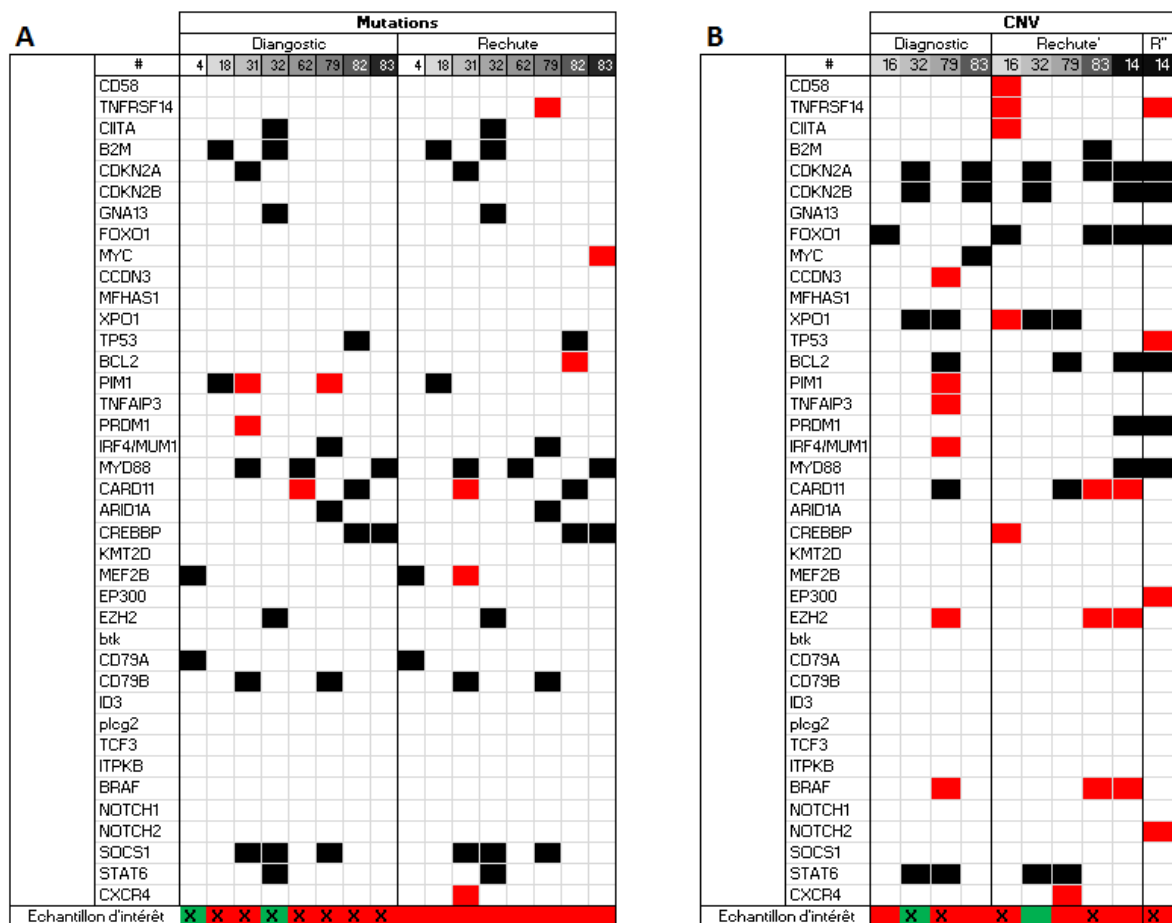 A
Mutations
Diangostic Rechute
# 4 18 31 32 62 79 82 83 4 18 31 32 62 79 82 83
CD58
TNFRSF14
CIITA
B2M
CDKN2A
CDKN2B
GNA13
FOXO1
MYC
CCDN3
MFHAS1
XPO1
TP53
BCL2
PIM1
TNFAIP3
PRDM1
IRF4/MUM1
MYD88
CARD11
ARID1A
CREBBP
KMT2D
MEF2B
EP300
EZH2
btk
CD79A
CD79B
ID3
plcg2
TCF3
ITPKB
BRAF
NOTCH1
NOTCH2
SOCS1
STAT6
CXCR4
Echantillon d'intérêt X X X X X X X X
B
CNV
Diagnostic Rechute' R"
# 16 32 79 83 16 32 79 83 14 14
CD58
TNFRSF14
CIITA
B2M
CDKN2A
CDKN2B
GNA13
FOXO1
MYC
CCDN3
MFHAS1
XPO1
TP53
BCL2
PIM1
TNFAIP3
PRDM1
IRF4/MUM1
MYD88
CARD11
ARID1A
CREBBP
KMT2D
MEF2B
EP300
EZH2
btk
CD79A
CD79B
ID3
plcg2
TCF3
ITPKB
BRAF
NOTCH1
NOTCH2
SOCS1
STAT6
CXCR4
Echantillon d'intérêt X X X X X